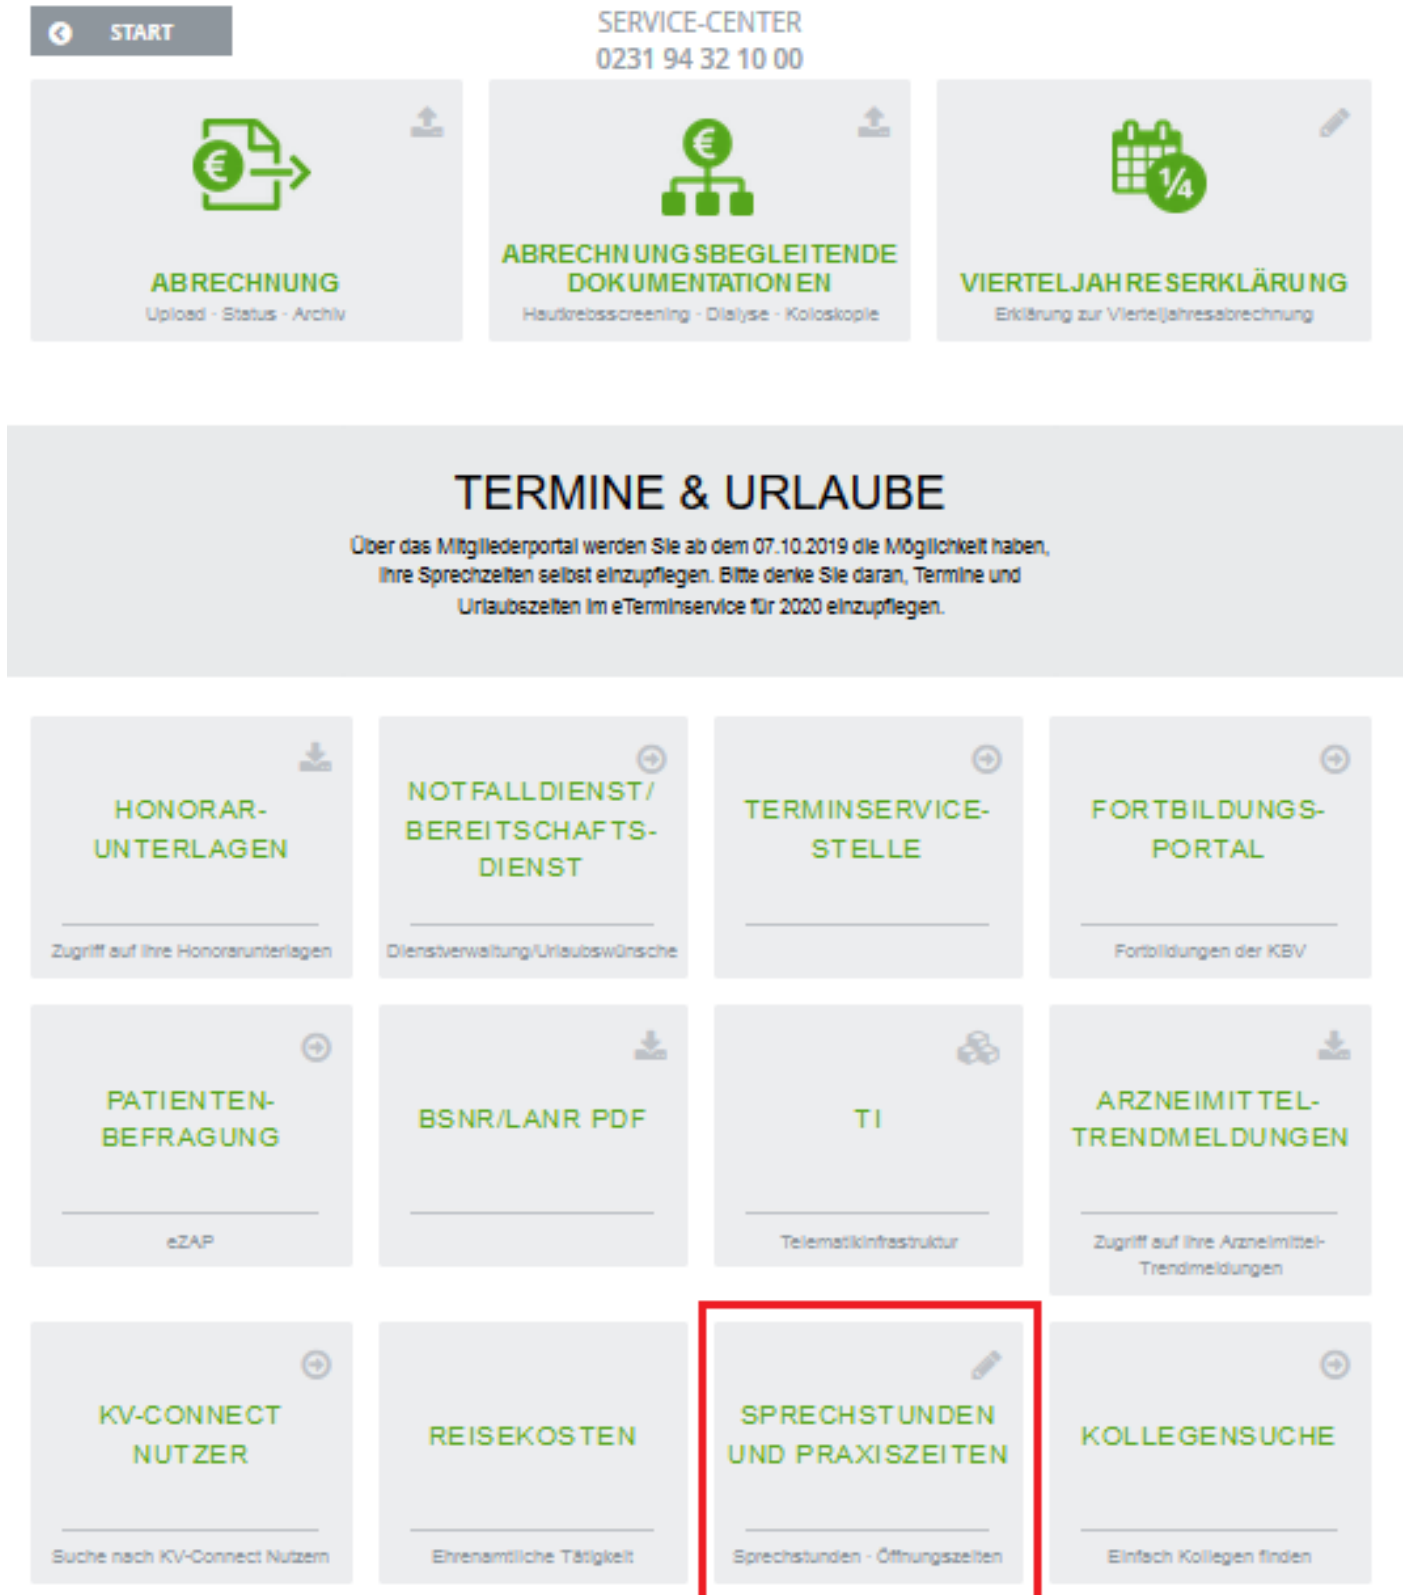 START
SERVICE-CENTER
0231 94 32 10 00
€
ABRECHNUNG
Upload - Status - Archiv
€
ABRECHNUNGSBEGLEITENDE
DOKUMENTATIONEN
Hautkrebsscreening - Dialyse - Koloskopie
1/4
VIERTELJAHRESERKLÄRUNG
Erklärung zur Vierteljahresabrechnung
TERMINE & URLAUBE
Über das Mitgliederportal werden Sie ab dem 07.10.2019 die Möglichkeit haben,
Ihre Sprechzeiten selbst einzupflegen. Bitte denke Sie daran, Termine und
Urlaubszeiten im eTerminservice für 2020 einzupflegen.
HONORAR-
UNTERLAGEN
Zugriff auf Ihre Honorarunterlagen
NOTFALLDIENST/
BEREITSCHAFTS-
DIENST
Dienstverwaltung/Urlaubswünsche
TERMINSERVICE-
STELLE
FORTBILDUNGS-
PORTAL
Fortbildungen der KBV
PATIENTEN-
BEFRAGUNG
eZAP
BSNR/LANR PDF
TI
Telematikinfrastruktur
ARZNEIMITTEL-
TRENDMELDUNGEN
Zugriff auf Ihre Arzneimittel-
Trendmeldungen
KV-CONNECT
NUTZER
Suche nach KV-Connect Nutzern
REISEKOSTEN
Ehrenamtliche Tätigkeit
SPRECHSTUNDEN
UND PRAXISZEITEN
Sprechstunden - Öffnungszeiten
KOLLEGENSUCHE
Einfach Kollegen finden